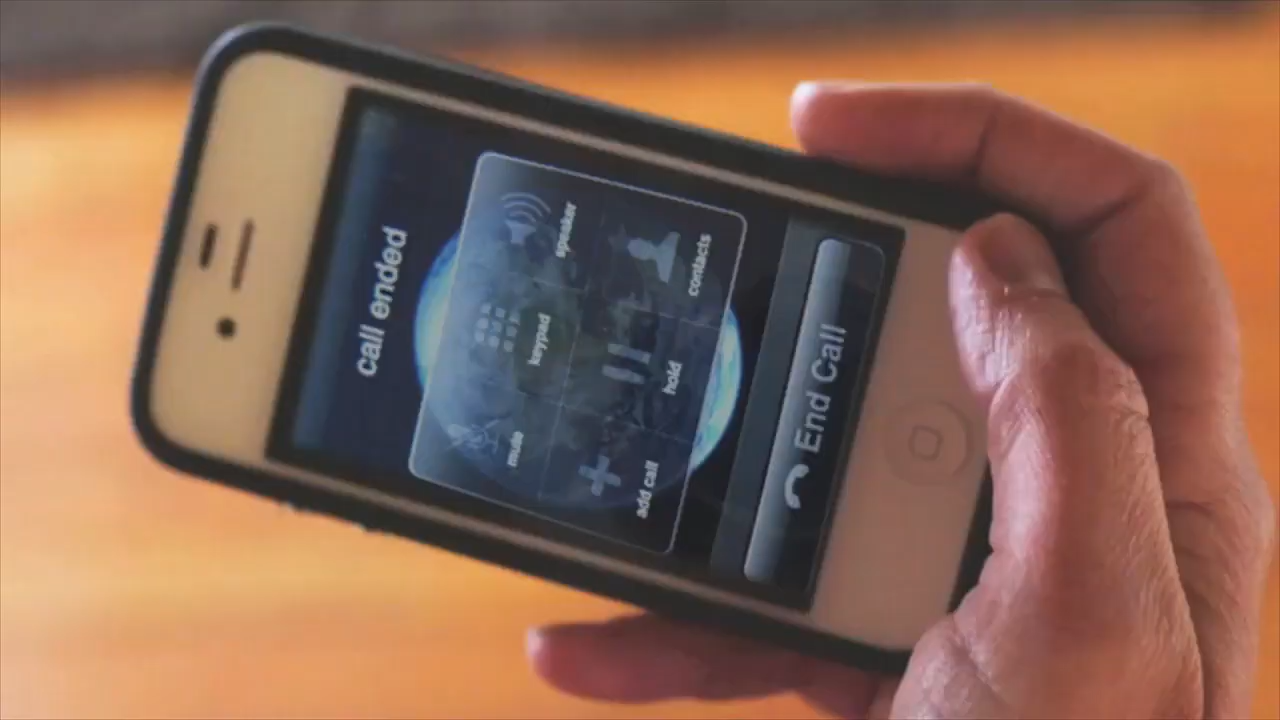 call ended
mute
keypad
speaker
add call
hold
contacts
End Call